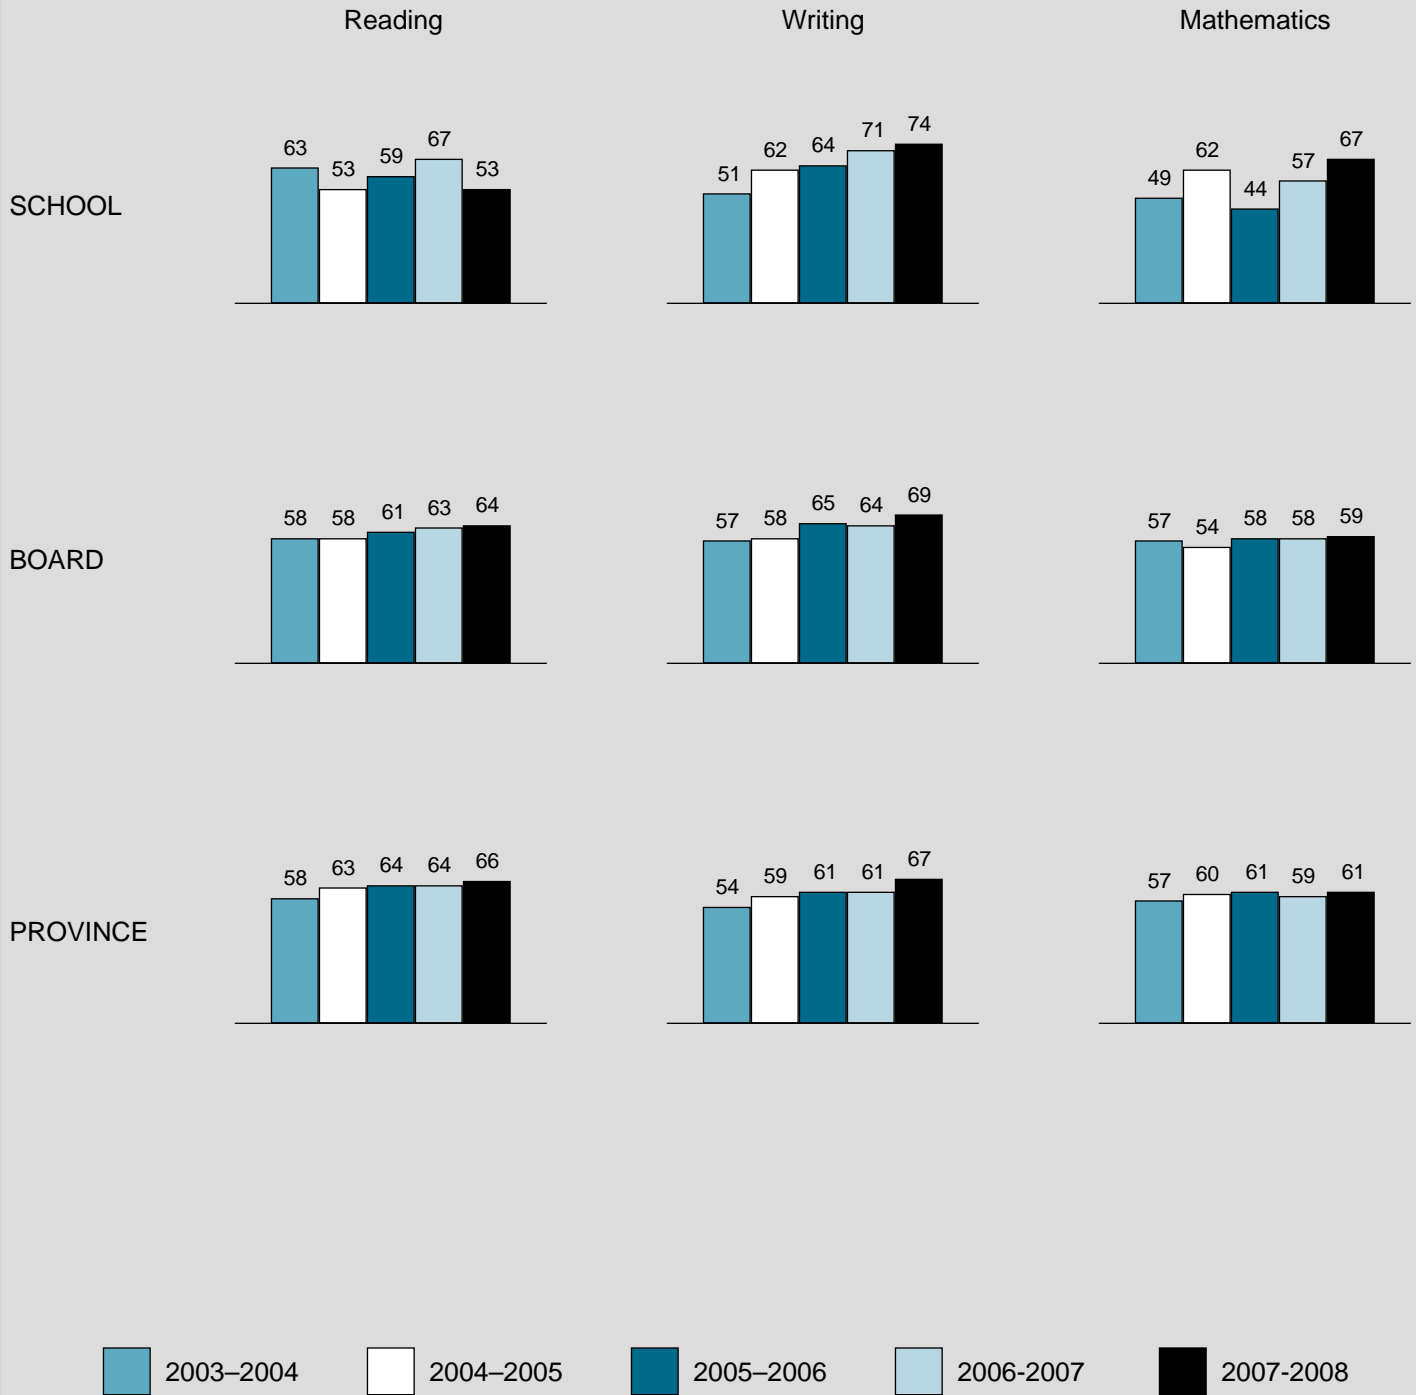 Reading Writing Mathematics
SCHOOL
63 53 59 67 53
51 62 64 71 74
49 62 44 57 67
BOARD
58 58 61 63 64
57 58 65 64 69
57 54 58 58 59
PROVINCE
58 63 64 64 66
54 59 61 61 67
57 60 61 59 61
2003–2004 2004–2005 2005–2006 2006-2007 2007-2008